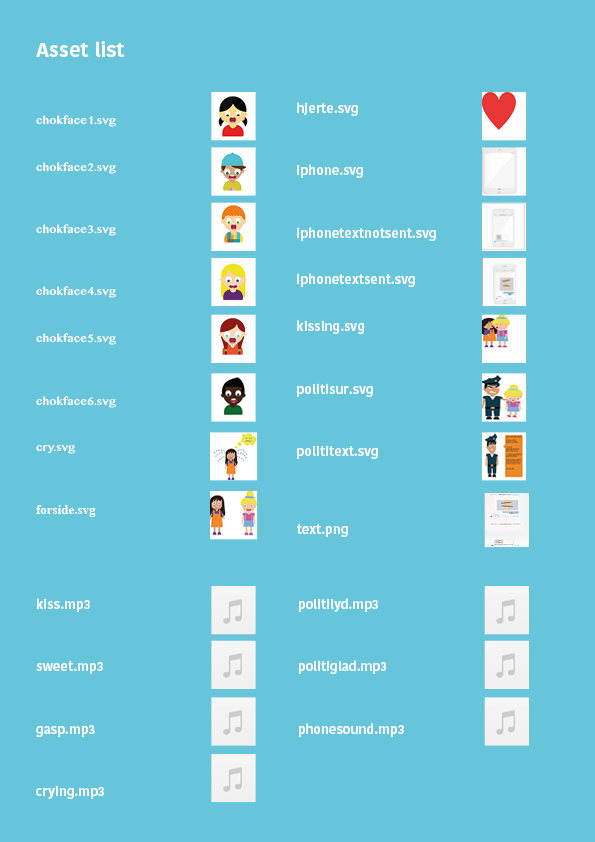 Asset list
chokface1.svg
chokface2.svg
chokface3.svg
chokface4.svg
chokface5.svg
chokface6.svg
cry.svg
forside.svg
hjerte.svg
iphone.svg
iphonetextnotsent.svg
iphonetextsent.svg
kissing.svg
politisur.svg
polititext.svg
text.png
kiss.mp3
sweet.mp3
gasp.mp3
crying.mp3
politilyd.mp3
politiglad.mp3
phonesound.mp3